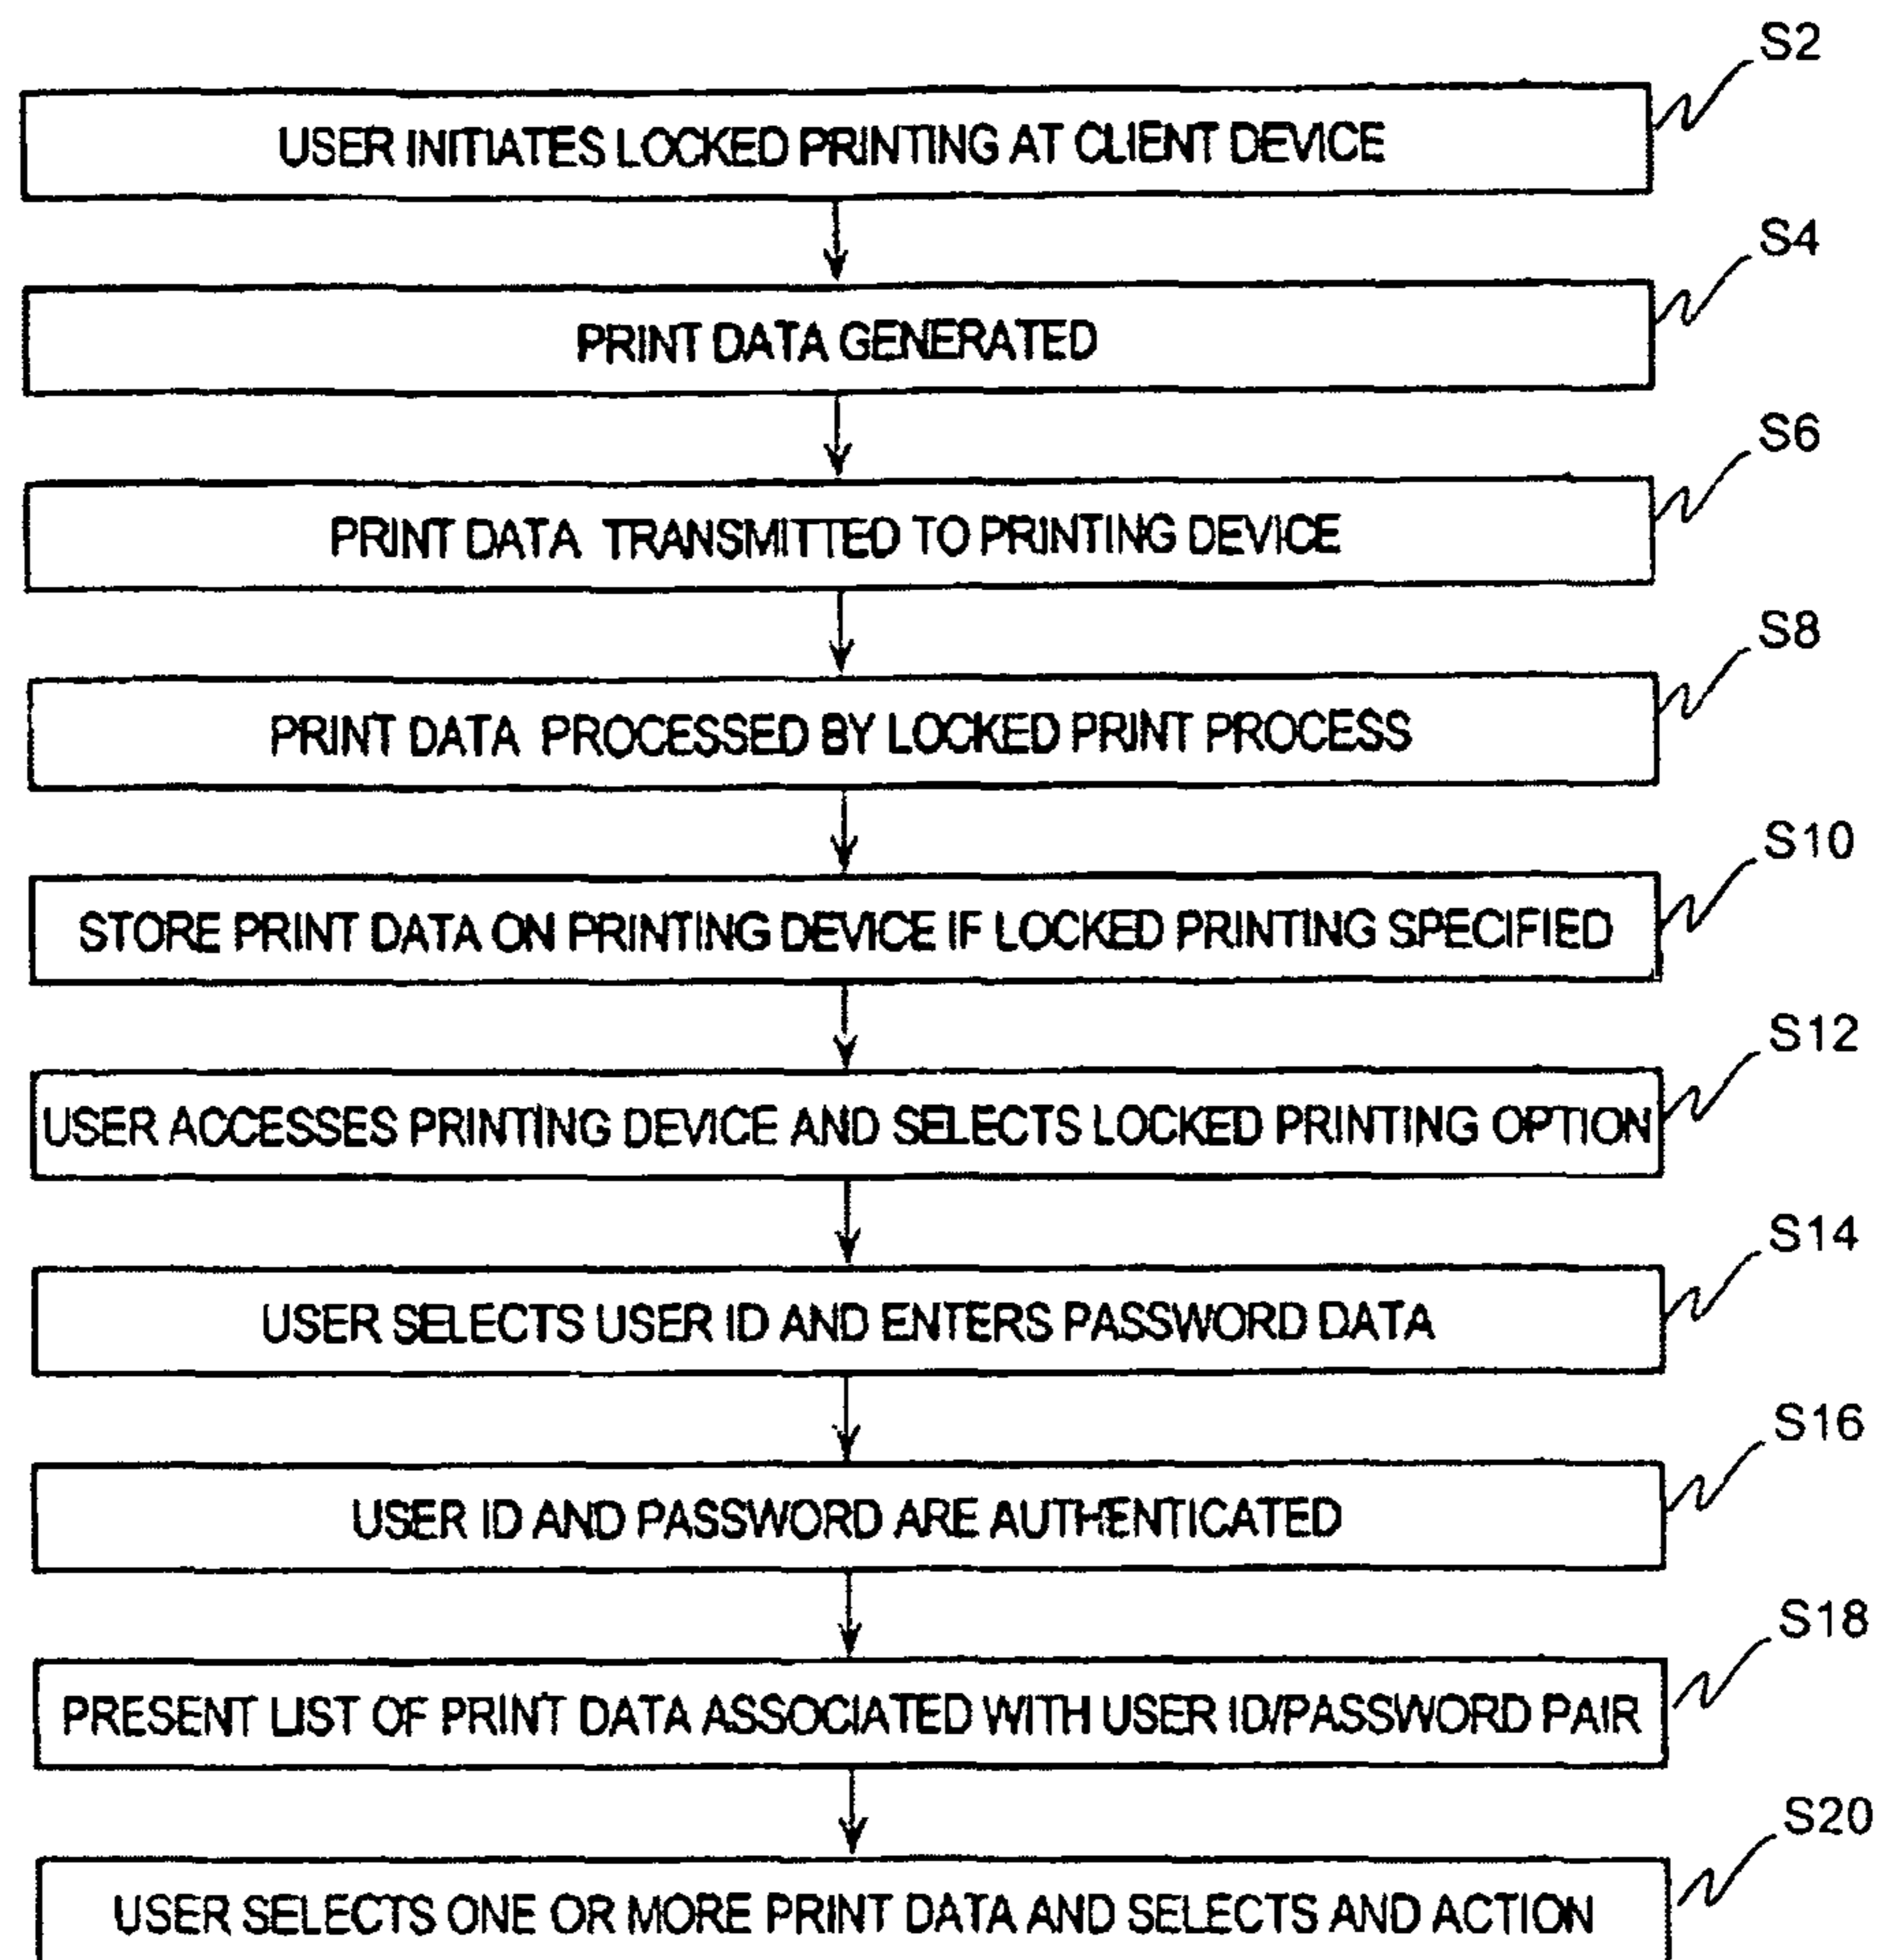 S2
USER INITIATES LOCKED PRINTING AT CLIENT DEVICE
S4
PRINT DATA GENERATED
S6
PRINT DATA TRANSMITTED TO PRINTING DEVICE
S8
PRINT DATA PROCESSED BY LOCKED PRINT PROCESS
S10
STORE PRINT DATA ON PRINTING DEVICE IF LOCKED PRINTING SPECIFIED
S12
USER ACCESSES PRINTING DEVICE AND SELECTS LOCKED PRINTING OPTION
S14
USER SELECTS USER ID AND ENTERS PASSWORD DATA
S16
USER ID AND PASSWORD ARE AUTHENTICATED
S18
PRESENT LIST OF PRINT DATA ASSOCIATED WITH USER ID/PASSWORD PAIR
S20
USER SELECTS ONE OR MORE PRINT DATA AND SELECTS AND ACTION